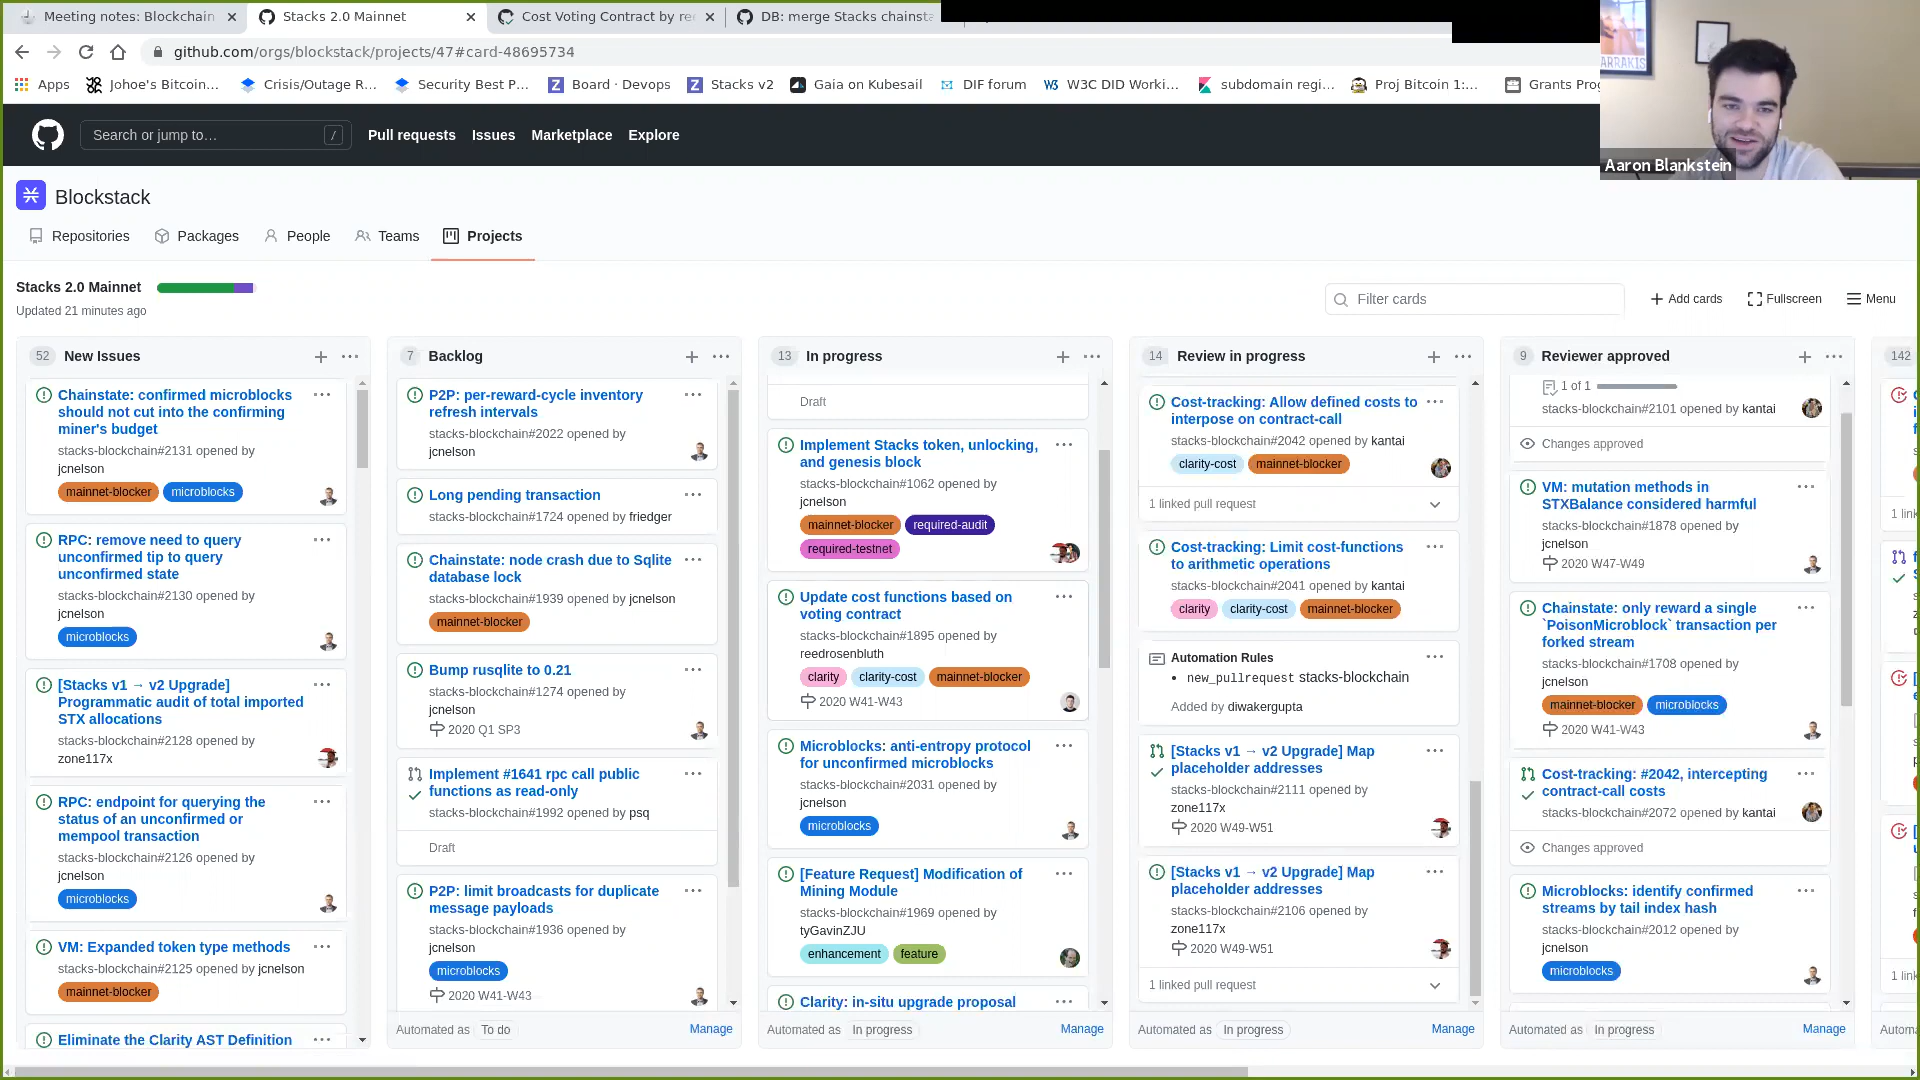 Meeting notes: Blockchain
Stacks 2.0 Mainnet
Cost Voting Contract by ree
DB: merge Stacks chainsta
github.com/orgs/blockstack/projects/47#card-48695734
Apps
Johoe's Bitcoin...
Crisis/Outage R...
Security Best P...
Board · Devops
Stacks v2
Gaia on Kubesail
DIF forum
W3C DID Worki...
subdomain regi...
Proj Bitcoin 1:...
Grants Prog
ARRAKIS
Aaron Blankstein
Search or jump to…
/
Pull requests
Issues
Marketplace
Explore
Blockstack
Repositories
Packages
People
Teams
Projects
Stacks 2.0 Mainnet
Updated 21 minutes ago
Filter cards
Add cards
Fullscreen
Menu
52 New Issues
Chainstate: confirmed microblocks
should not cut into the confirming
miner's budget
stacks-blockchain#2131 opened by
jcnelson
mainnet-blocker microblocks
RPC: remove need to query
unconfirmed tip to query
unconfirmed state
stacks-blockchain#2130 opened by
jcnelson
microblocks
[Stacks v1 → v2 Upgrade]
Programmatic audit of total imported
STX allocations
stacks-blockchain#2128 opened by
zone117x
RPC: endpoint for querying the
status of an unconfirmed or
mempool transaction
stacks-blockchain#2126 opened by
jcnelson
microblocks
VM: Expanded token type methods
stacks-blockchain#2125 opened by jcnelson
mainnet-blocker
Eliminate the Clarity AST Definition
7 Backlog
P2P: per-reward-cycle inventory
refresh intervals
stacks-blockchain#2022 opened by
jcnelson
Long pending transaction
stacks-blockchain#1724 opened by friedger
Chainstate: node crash due to Sqlite
database lock
stacks-blockchain#1939 opened by jcnelson
mainnet-blocker
Bump rusqlite to 0.21
stacks-blockchain#1274 opened by
jcnelson
2020 Q1 SP3
Implement #1641 rpc call public
functions as read-only
stacks-blockchain#1992 opened by psq
Draft
P2P: limit broadcasts for duplicate
message payloads
stacks-blockchain#1936 opened by
jcnelson
microblocks
2020 W41-W43
Automated as To do
Manage
13 In progress
Draft
Implement Stacks token, unlocking,
and genesis block
stacks-blockchain#1062 opened by
jcnelson
mainnet-blocker required-audit
required-testnet
Update cost functions based on
voting contract
stacks-blockchain#1895 opened by
reedrosenbluth
clarity clarity-cost mainnet-blocker
2020 W41-W43
Microblocks: anti-entropy protocol
for unconfirmed microblocks
stacks-blockchain#2031 opened by
jcnelson
microblocks
[Feature Request] Modification of
Mining Module
stacks-blockchain#1969 opened by
tyGavinZJU
enhancement feature
Clarity: in-situ upgrade proposal
Automated as In progress
Manage
14 Review in progress
Cost-tracking: Allow defined costs to
interpose on contract-call
stacks-blockchain#2042 opened by kantai
clarity-cost mainnet-blocker
1 linked pull request
Cost-tracking: Limit cost-functions
to arithmetic operations
stacks-blockchain#2041 opened by kantai
clarity clarity-cost mainnet-blocker
Automation Rules
• new_pullrequest stacks-blockchain
Added by diwakergupta
[Stacks v1 → v2 Upgrade] Map
placeholder addresses
stacks-blockchain#2111 opened by
zone117x
2020 W49-W51
[Stacks v1 → v2 Upgrade] Map
placeholder addresses
stacks-blockchain#2106 opened by
zone117x
2020 W49-W51
1 linked pull request
Automated as In progress
Manage
9 Reviewer approved
1 of 1
stacks-blockchain#2101 opened by kantai
Changes approved
VM: mutation methods in
STXBalance considered harmful
stacks-blockchain#1878 opened by
jcnelson
2020 W47-W49
Chainstate: only reward a single
`PoisonMicroblock` transaction per
forked stream
stacks-blockchain#1708 opened by
jcnelson
mainnet-blocker microblocks
2020 W41-W43
Cost-tracking: #2042, intercepting
contract-call costs
stacks-blockchain#2072 opened by kantai
Changes approved
Microblocks: identify confirmed
streams by tail index hash
stacks-blockchain#2012 opened by
jcnelson
microblocks
Automated as In progress
Manage
142
1 link
1 link
Automa